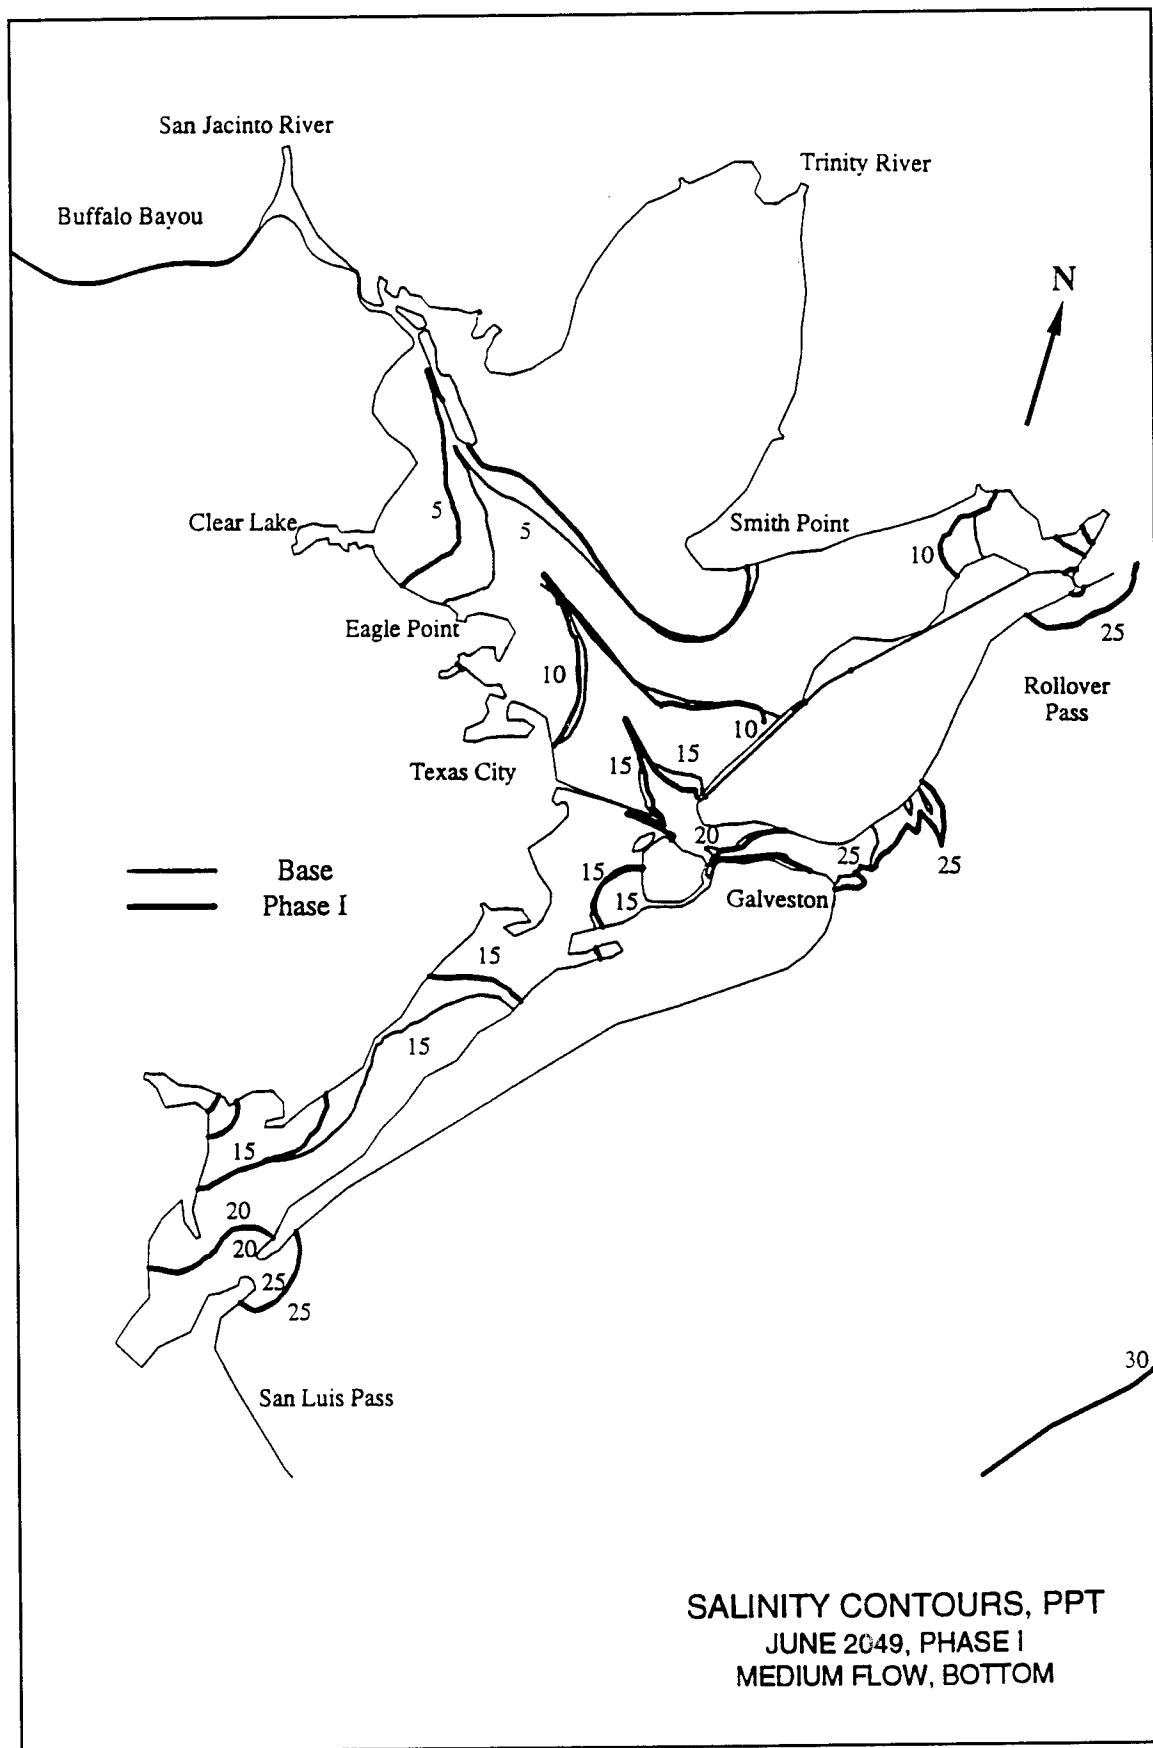 San Jacinto River
Trinity River
Buffalo Bayou
N
Clear Lake
5
5
Smith Point
10
Eagle Point
25
10
Rollover
Pass
10
Texas City
15
15
20
Base
25
25
15
Phase I
15
Galveston
15
15
15
20
20
25
25
30
San Luis Pass
SALINITY CONTOURS, PPT
JUNE 2049, PHASE I
MEDIUM FLOW, BOTTOM